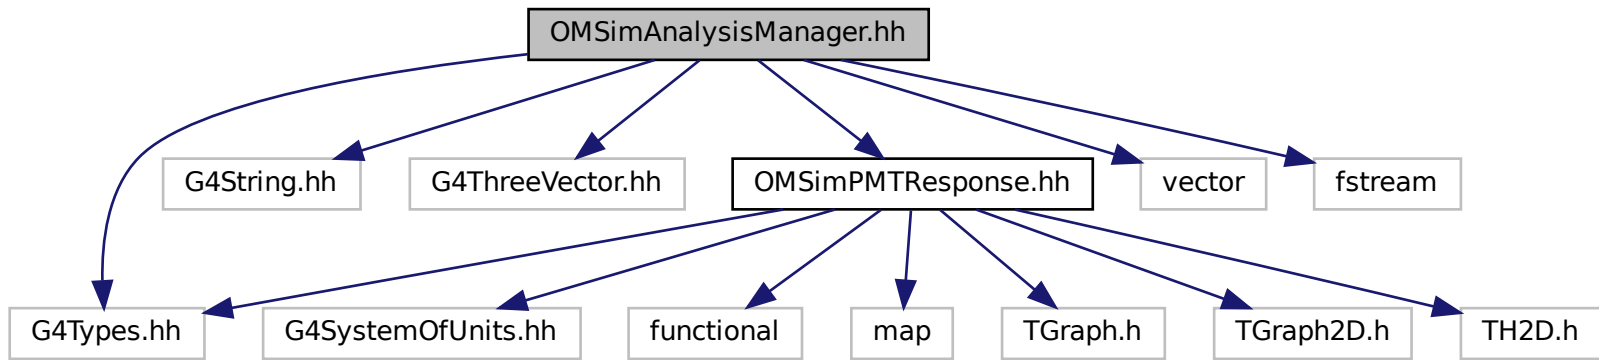 OMSimAnalysisManager.hh
G4String.hh
G4ThreeVector.hh
OMSimPMTResponse.hh
vector
fstream
G4Types.hh
G4SystemOfUnits.hh
functional
map
TGraph.h
TGraph2D.h
TH2D.h